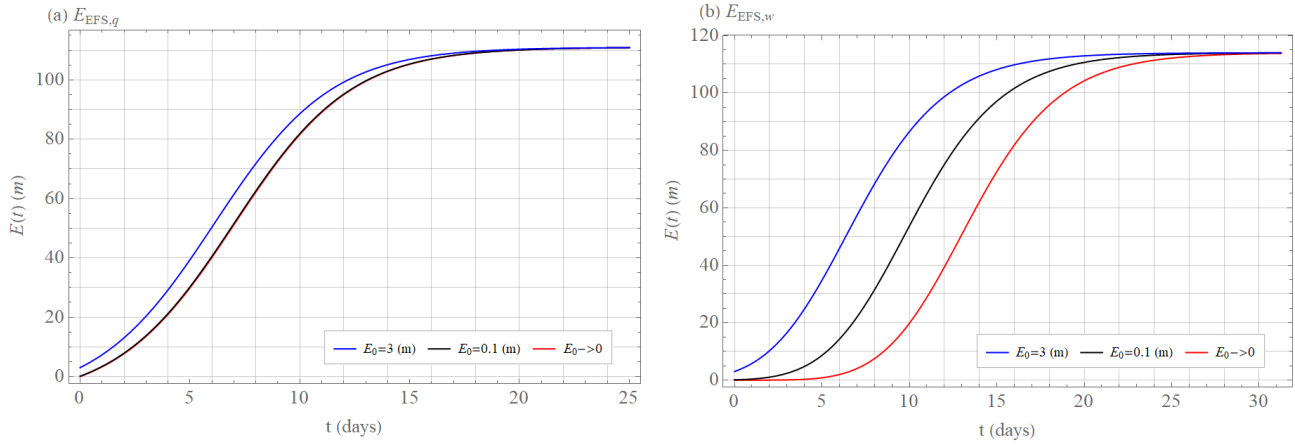 (a) E_EFS,q
E(t) (m)
100
80
60
40
20
0
E₀=3 (m) E₀=0.1 (m) E₀->0
0 5 10 15 20 25
t (days)
(b) E_EFS,w
E(t) (m)
120
100
80
60
40
20
0
E₀=3 (m) E₀=0.1 (m) E₀->0
0 5 10 15 20 25 30
t (days)